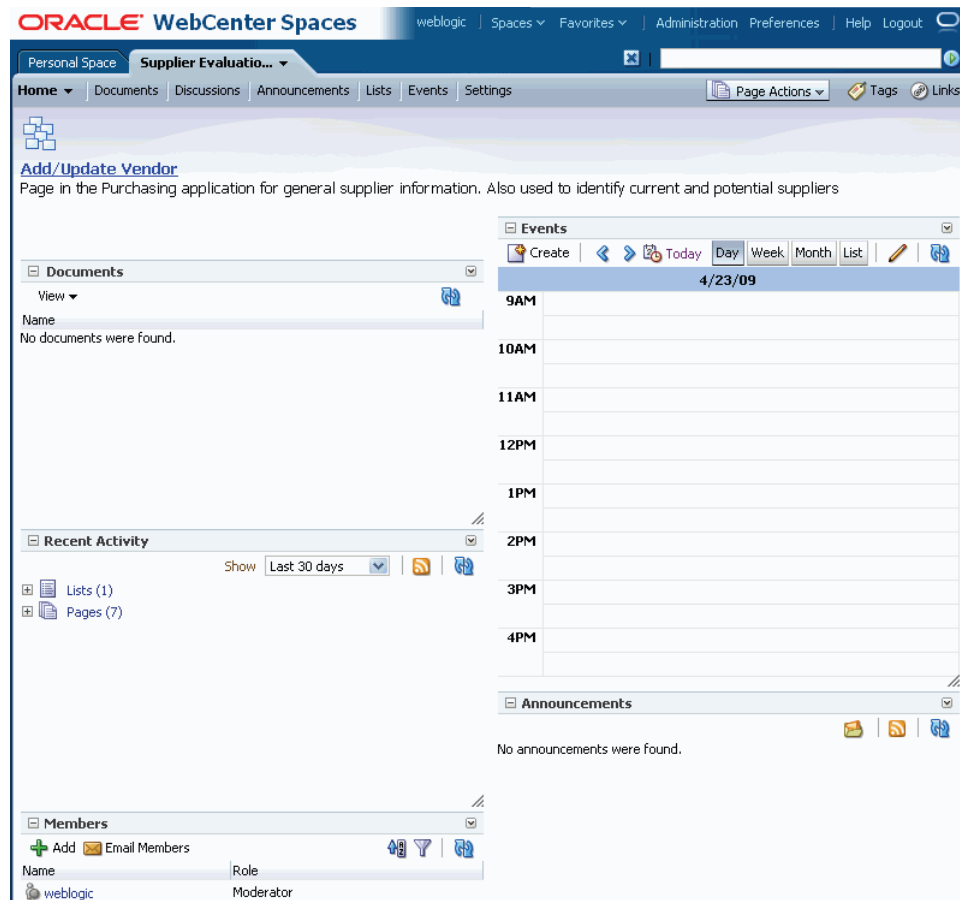 ORACLE WebCenter Spaces weblogic Spaces Favorites Administration Preferences Help Logout
Personal Space Supplier Evaluatio...
Home Documents Discussions Announcements Lists Events Settings Page Actions Tags Links
Add/Update Vendor
Page in the Purchasing application for general supplier information. Also used to identify current and potential suppliers
Documents
View
Name
No documents were found.
Recent Activity
Show Last 30 days
Lists (1)
Pages (7)
Members
Add Email Members
Name Role
weblogic Moderator
Events
Create Today Day Week Month List
4/23/09
9AM
10AM
11AM
12PM
1PM
2PM
3PM
4PM
Announcements
No announcements were found.